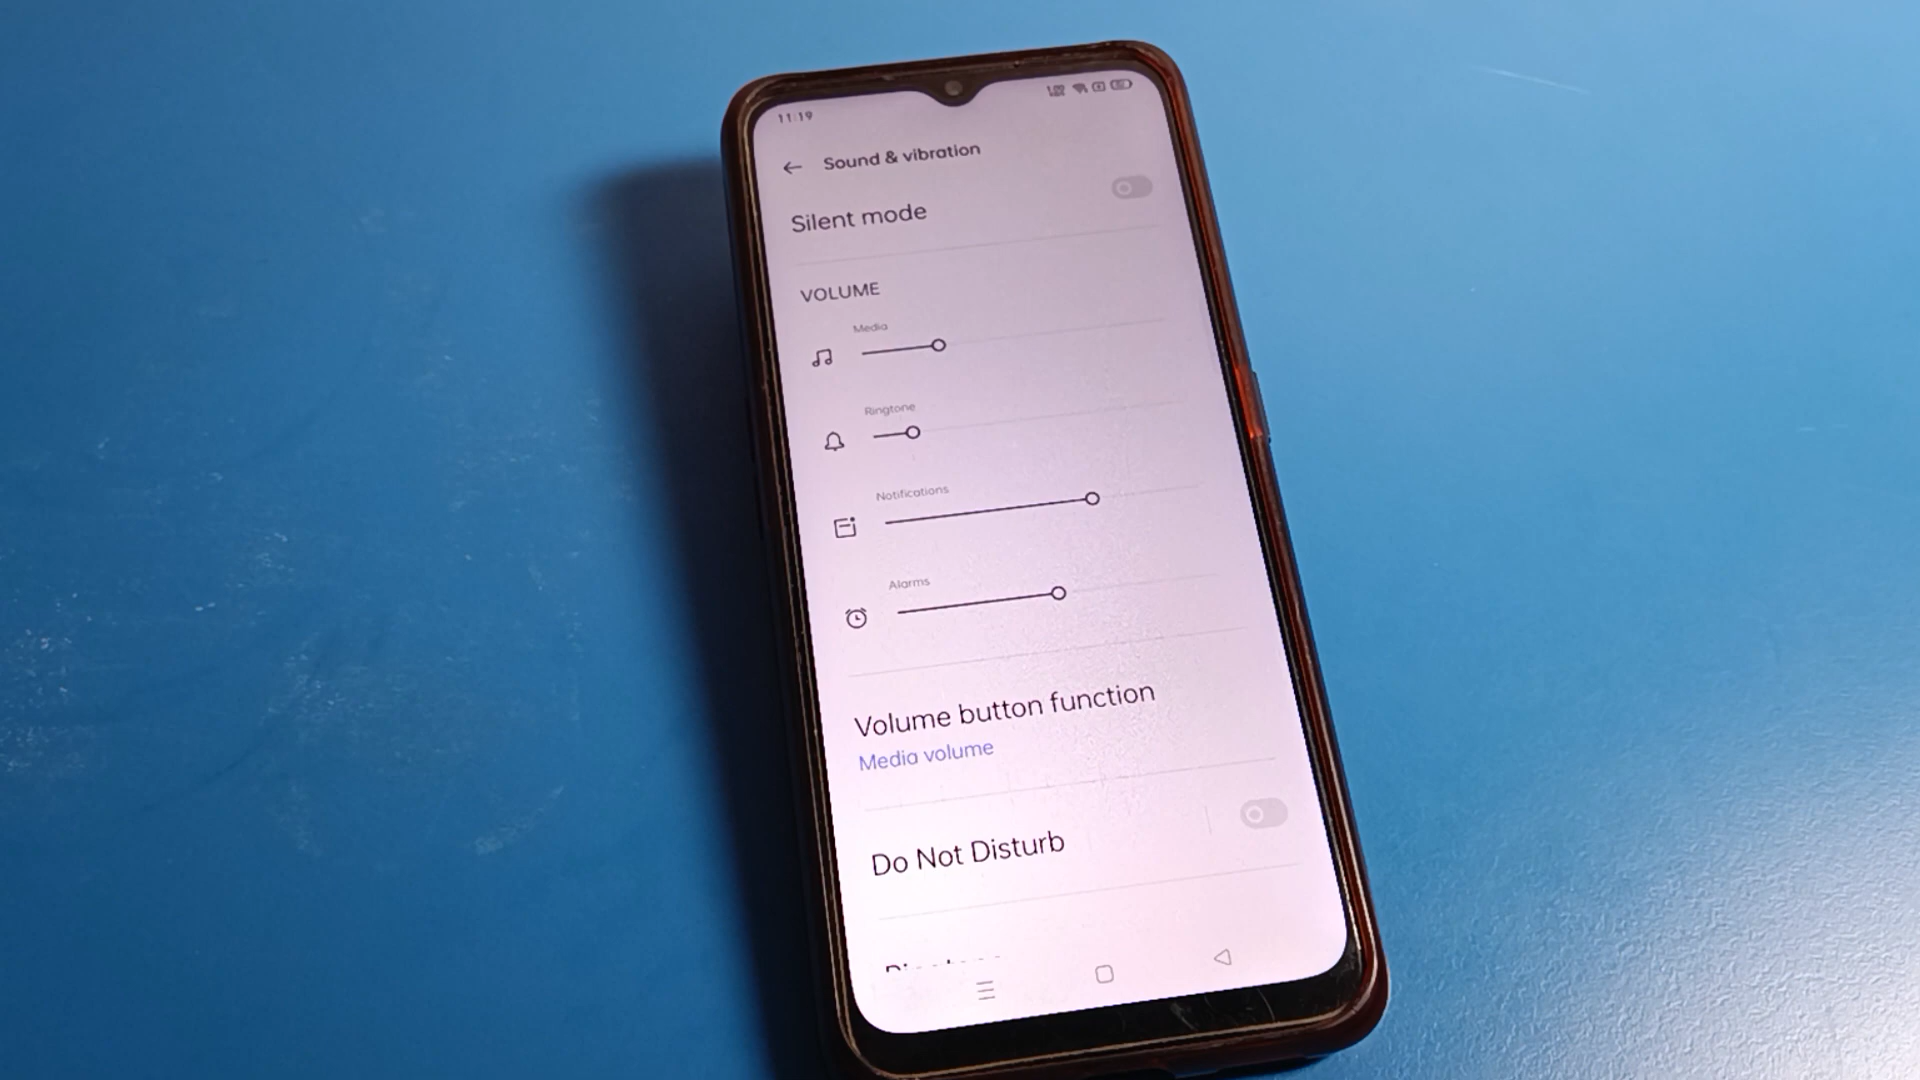 11:19
Sound & vibration
Silent mode
VOLUME
Media
Ringtone
Notifications
Alarms
Volume button function
Media volume
Do Not Disturb